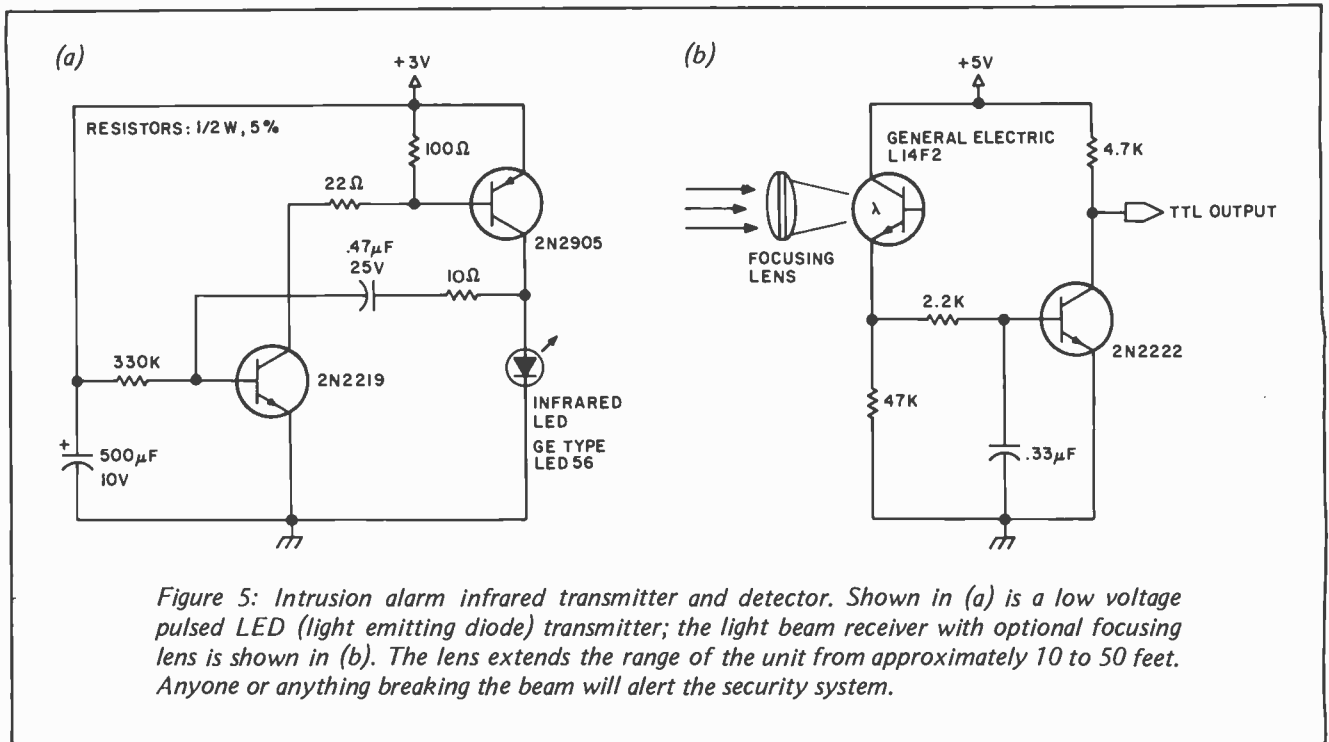 (a)
+3V
RESISTORS: 1/2 W, 5%
100Ω
22Ω
2N2905
.47μF
25V
10Ω
330K
2N2219
INFRARED
LED
GE TYPE
LED 56
+
500μF
10V
(b)
+5V
GENERAL ELECTRIC
L14F2
4.7K
λ
TTL OUTPUT
FOCUSING
LENS
2.2K
2N2222
47K
.33μF
Figure 5: Intrusion alarm infrared transmitter and detector. Shown in (a) is a low voltage
pulsed LED (light emitting diode) transmitter; the light beam receiver with optional focusing
lens is shown in (b). The lens extends the range of the unit from approximately 10 to 50 feet.
Anyone or anything breaking the beam will alert the security system.